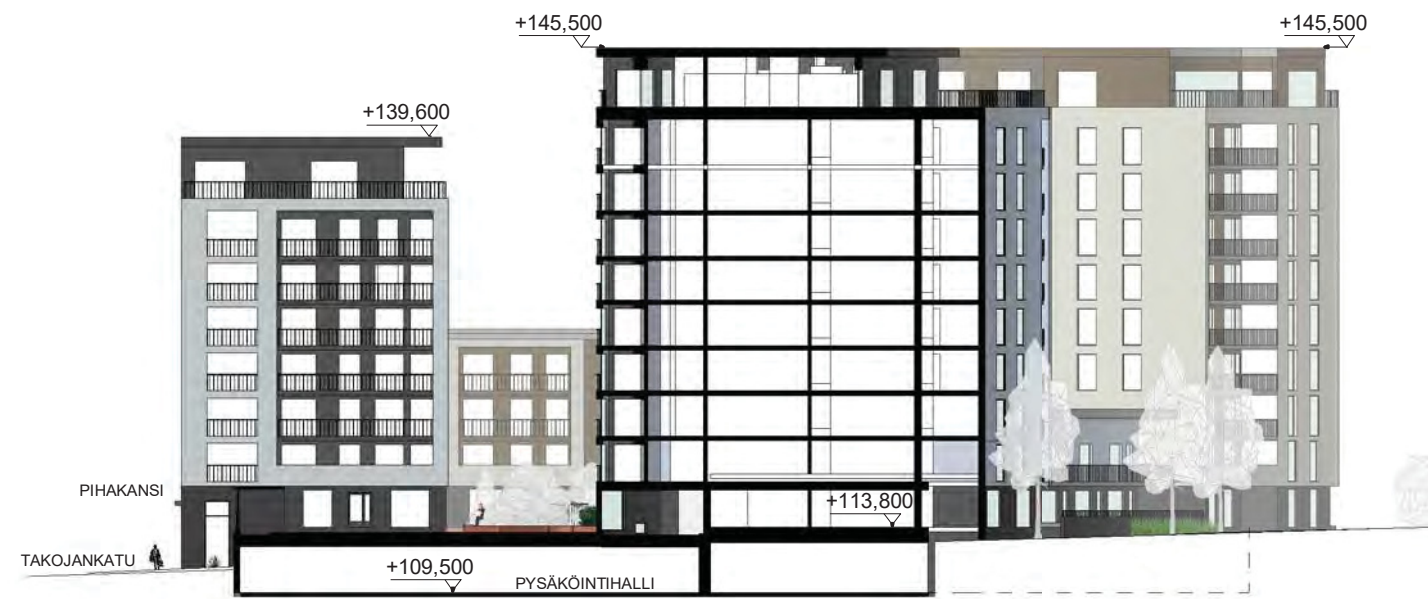 +145,500
+145,500
+139,600
PIHAKANSI
+113,800
TAKOJANKATU
+109,500
PYSÄKÖINTIHALLI